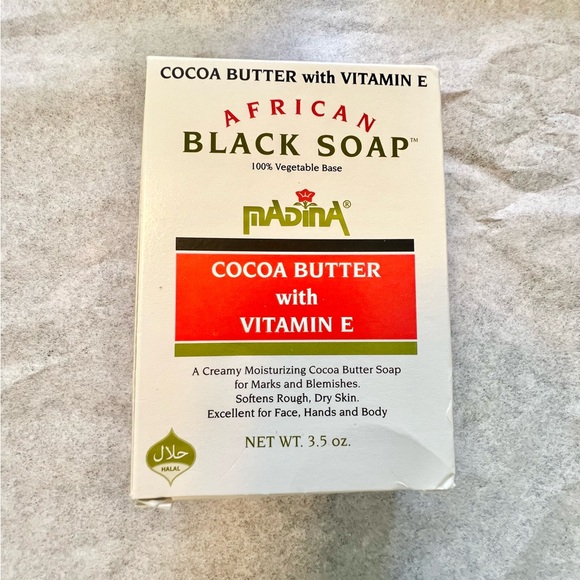 COCOA BUTTER with VITAMIN E
AFRICAN
BLACK SOAP™
100% Vegetable Base
mADinA®
COCOA BUTTER
with
VITAMIN E
A Creamy Moisturizing Cocoa Butter Soap
for Marks and Blemishes.
Softens Rough, Dry Skin.
Excellent for Face, Hands and Body
NET WT. 3.5 oz.
حلال
HALAL